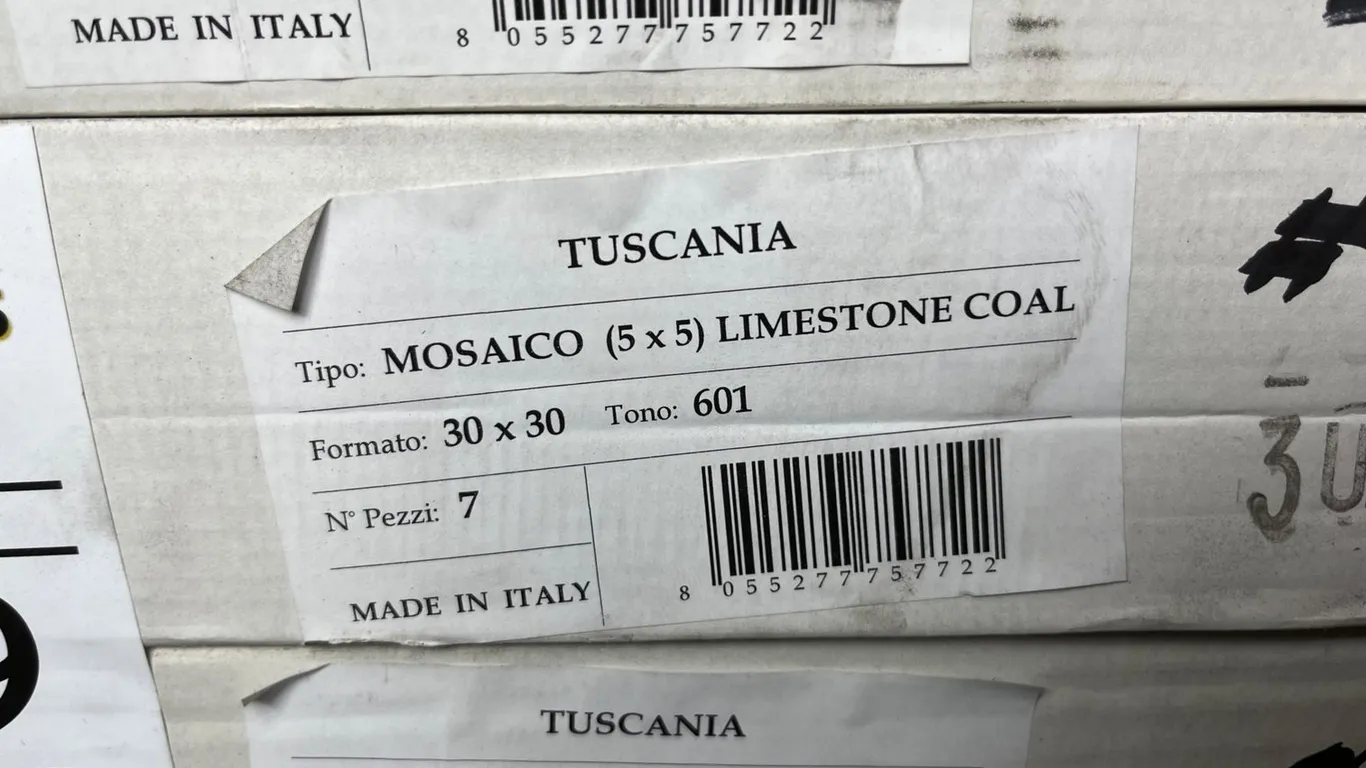 MADE IN ITALY
8 055277 757722
TUSCANIA
Tipo: MOSAICO (5 x 5) LIMESTONE COAL
Formato: 30 x 30 Tono: 601
N° Pezzi: 7
MADE IN ITALY
8 055277 757722
TUSCANIA